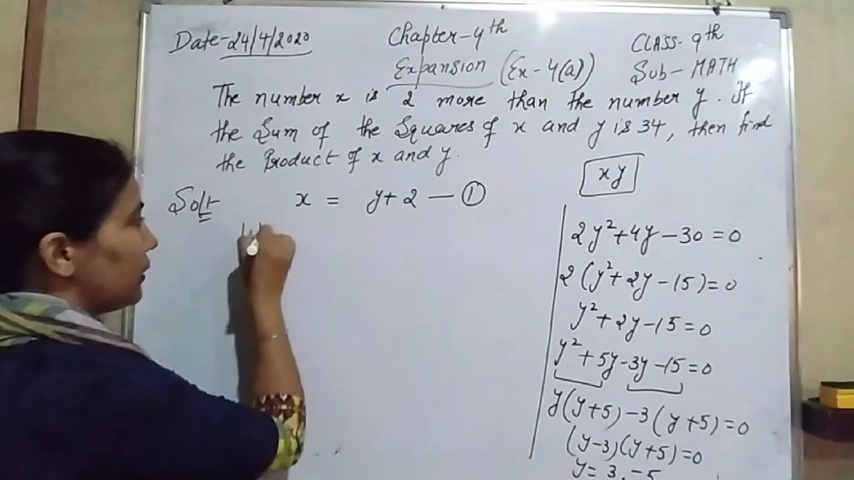 Date-24/4/2020
Chapter-4th
CLASS-9th
Expansion (Ex-4(a))
Sub-MATH
The number x is 2 more than the number y. If
the Sum of the Squares of x and y is 34, then find
the Product of x and y.
xy
Soln
x = y+2 — ①
2y²+4y-30=0
2(y²+2y-15)=0
y²+2y-15=0
y²+5y-3y-15=0
y(y+5)-3(y+5)=0
(y-3)(y+5)=0
y=3,-5